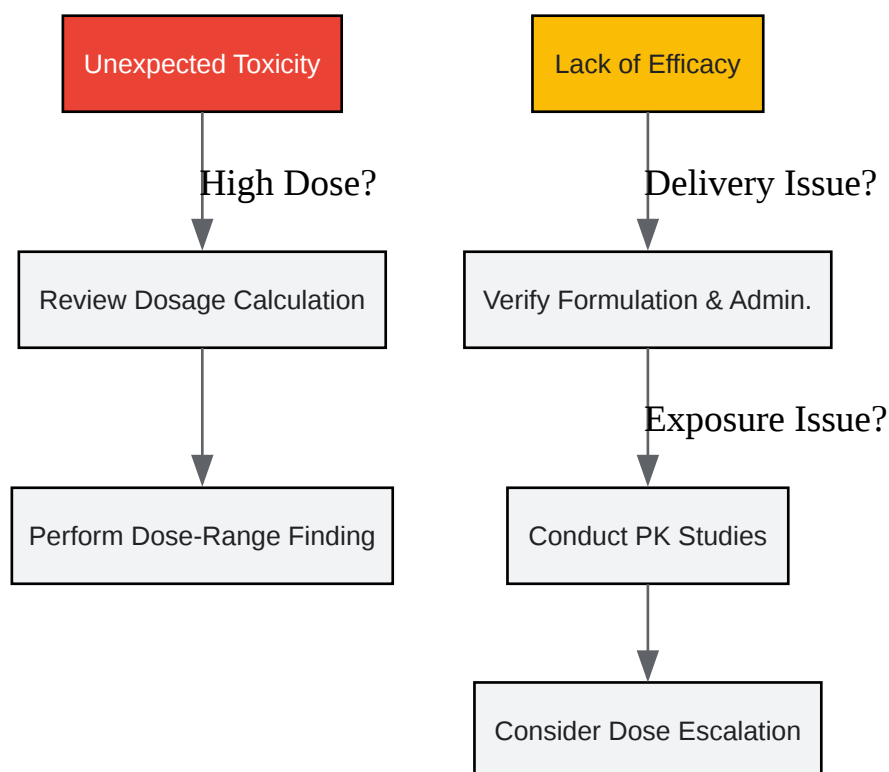 Unexpected Toxicity
High Dose?
Review Dosage Calculation
Perform Dose-Range Finding
Lack of Efficacy
Delivery Issue?
Verify Formulation & Admin.
Exposure Issue?
Conduct PK Studies
Consider Dose Escalation